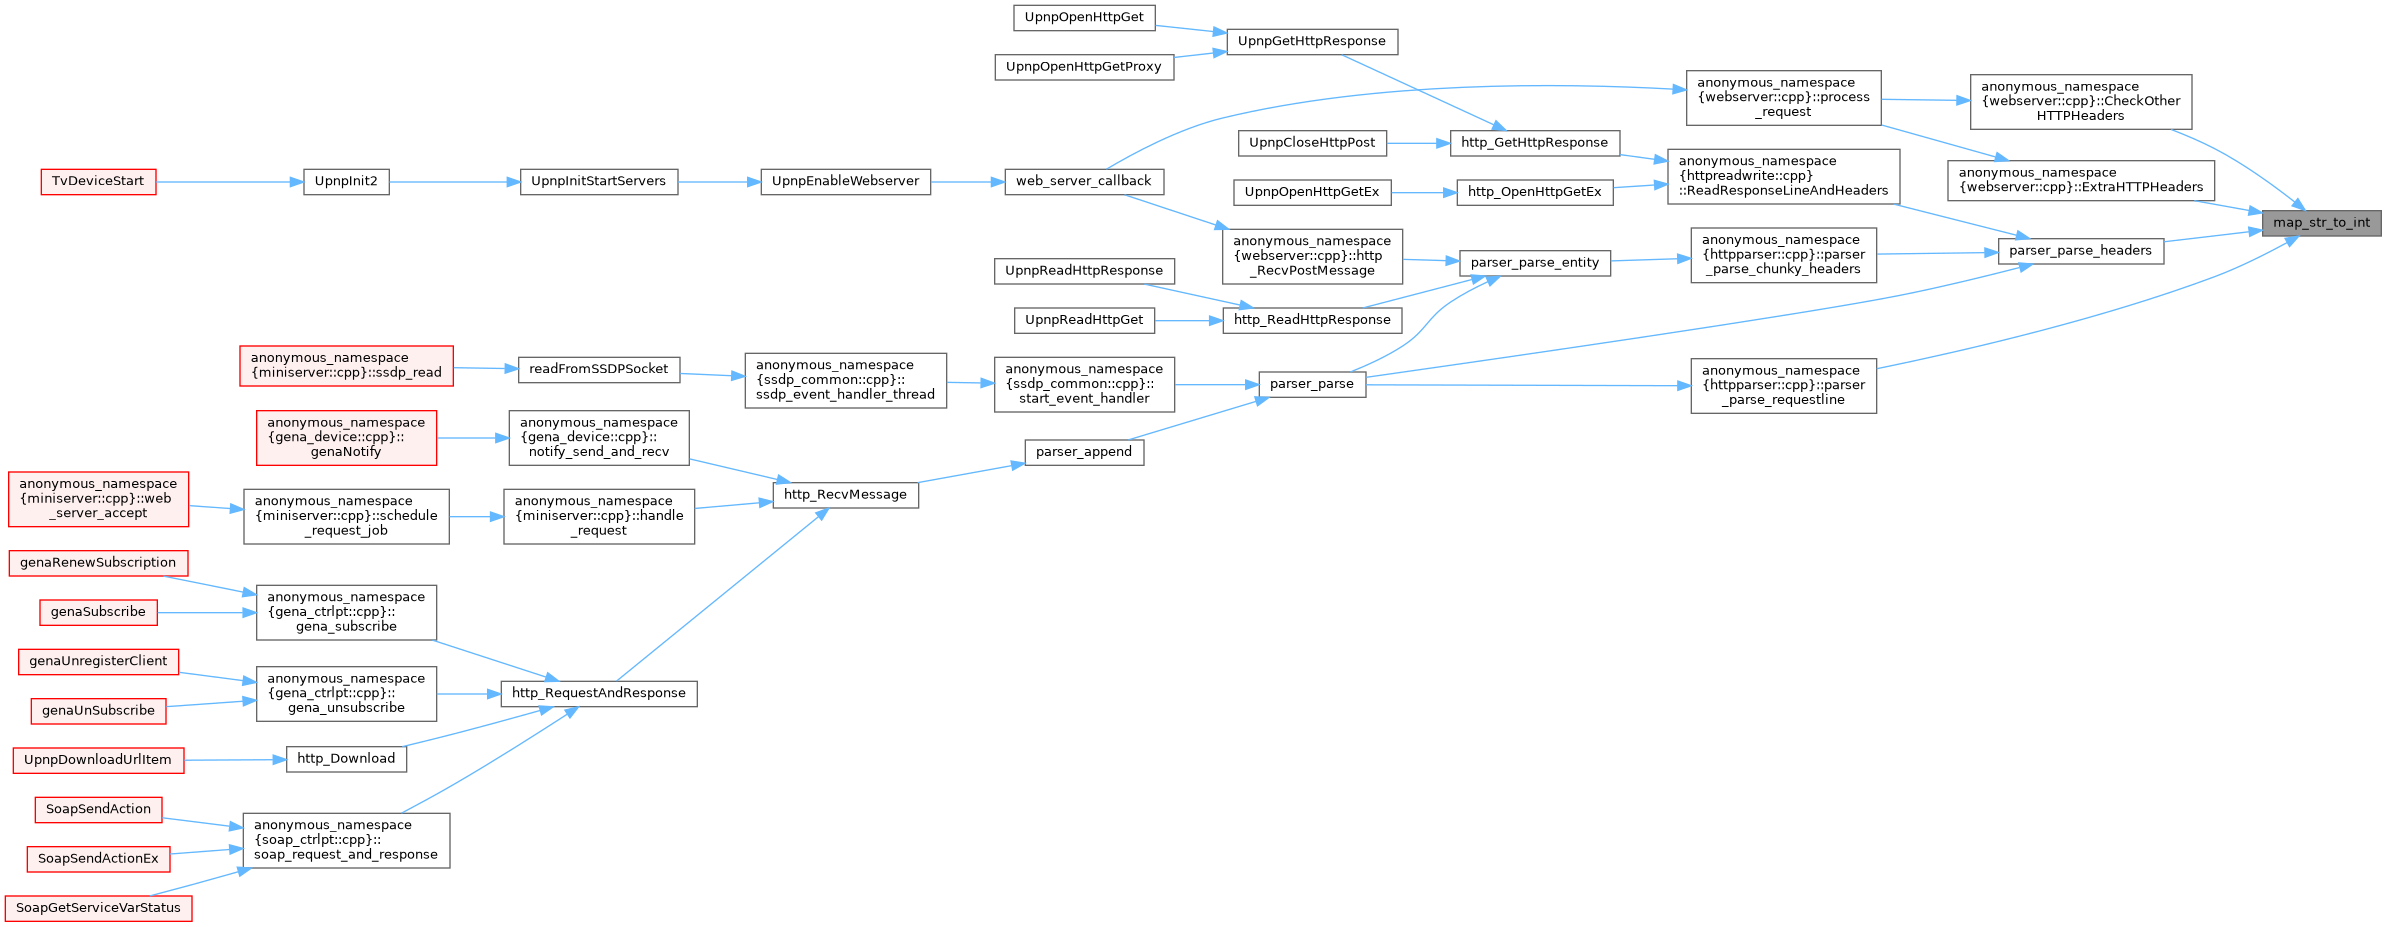 UpnpOpenHttpGet
UpnpGetHttpResponse
UpnpOpenHttpGetProxy
anonymous_namespace
{webserver::cpp}::process
_request
anonymous_namespace
{webserver::cpp}::CheckOther
HTTPHeaders
UpnpCloseHttpPost
http_GetHttpResponse
anonymous_namespace
{httpreadwrite::cpp}
::ReadResponseLineAndHeaders
TvDeviceStart
UpnpInit2
UpnpInitStartServers
UpnpEnableWebserver
web_server_callback
UpnpOpenHttpGetEx
http_OpenHttpGetEx
anonymous_namespace
{webserver::cpp}::ExtraHTTPHeaders
map_str_to_int
anonymous_namespace
{webserver::cpp}::http
_RecvPostMessage
parser_parse_entity
anonymous_namespace
{httpparser::cpp}::parser
_parse_chunky_headers
parser_parse_headers
UpnpReadHttpResponse
UpnpReadHttpGet
http_ReadHttpResponse
anonymous_namespace
{miniserver::cpp}::ssdp_read
readFromSSDPSocket
anonymous_namespace
{ssdp_common::cpp}::
ssdp_event_handler_thread
anonymous_namespace
{ssdp_common::cpp}::
start_event_handler
parser_parse
anonymous_namespace
{httpparser::cpp}::parser
_parse_requestline
anonymous_namespace
{gena_device::cpp}::
genaNotify
anonymous_namespace
{gena_device::cpp}::
notify_send_and_recv
parser_append
anonymous_namespace
{miniserver::cpp}::web
_server_accept
anonymous_namespace
{miniserver::cpp}::schedule
_request_job
anonymous_namespace
{miniserver::cpp}::handle
_request
http_RecvMessage
genaRenewSubscription
genaSubscribe
anonymous_namespace
{gena_ctrlpt::cpp}::
gena_subscribe
genaUnregisterClient
genaUnSubscribe
anonymous_namespace
{gena_ctrlpt::cpp}::
gena_unsubscribe
http_RequestAndResponse
UpnpDownloadUrlItem
http_Download
SoapSendAction
SoapSendActionEx
SoapGetServiceVarStatus
anonymous_namespace
{soap_ctrlpt::cpp}::
soap_request_and_response